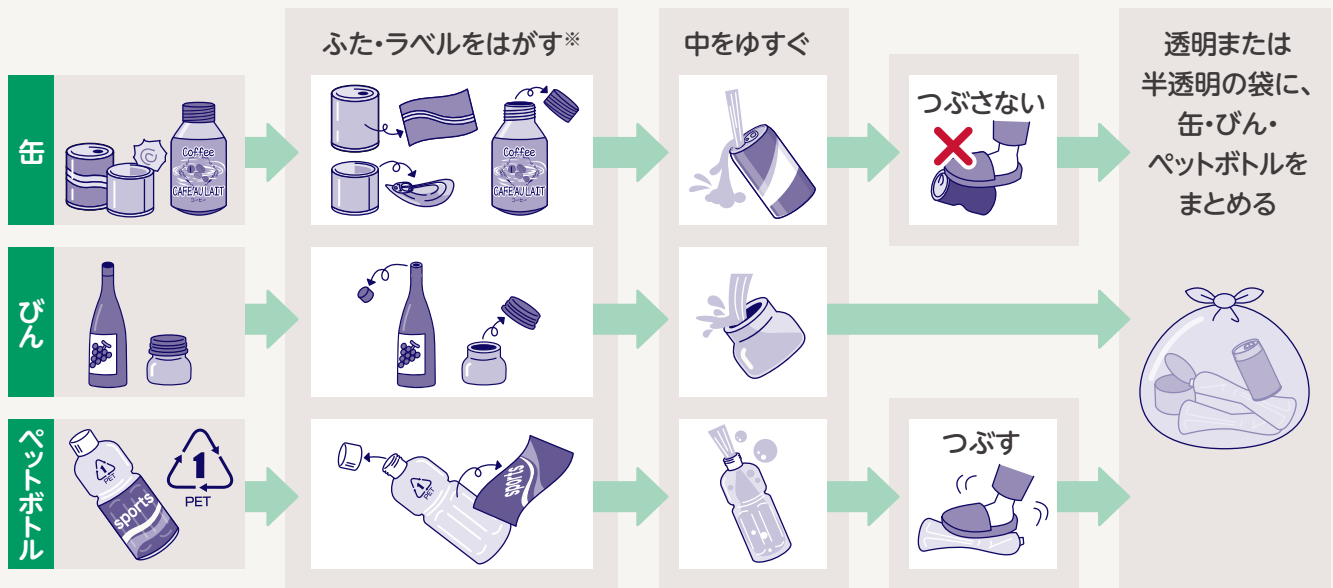 ふた・ラベルをはがす※
中をゆすぐ
透明または
半透明の袋に、
缶・びん・
ペットボトルを
まとめる
缶
Coffee
CAFE AU LAIT
コーヒー
Coffee
CAFE AU LAIT
コーヒー
つぶさない
びん
ペットボトル
1
PET
sports
1
PET
1
PET
sports
つぶす